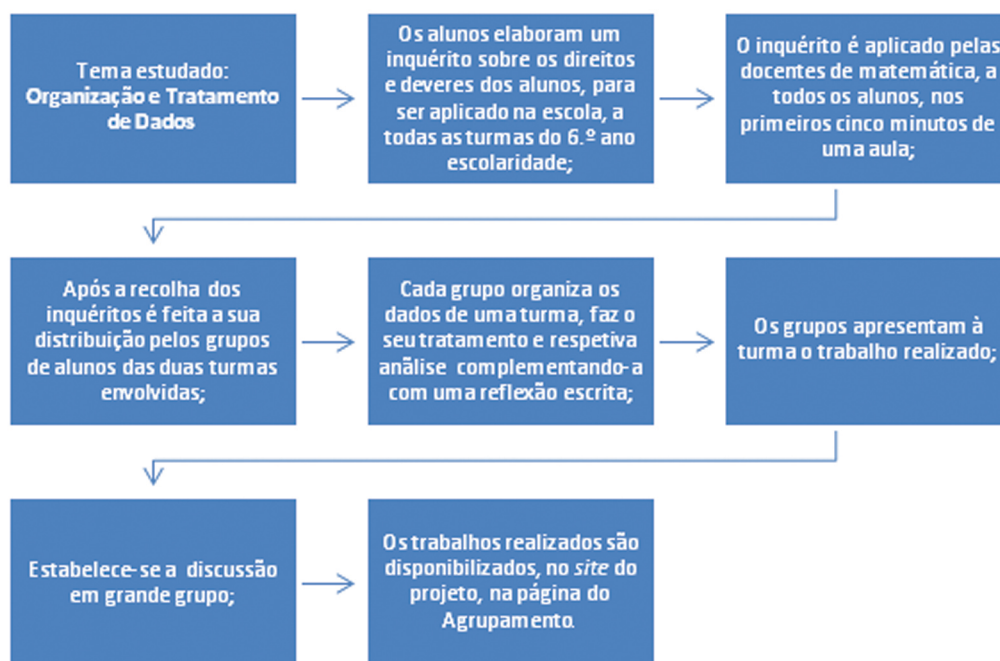 Tema estudado:
Organização e Tratamento
de Dados
Os alunos elaboram um
inquérito sobre os direitos
e deveres dos alunos, para
ser aplicado na escola, a
todas as turmas do 6.º ano
escolaridade;
O inquérito é aplicado pelas
docentes de matemática, a
todos os alunos, nos
primeiros cinco minutos de
uma aula;
Após a recolha dos
inquéritos é feita a sua
distribuição pelos grupos
de alunos das duas turmas
envolvidas;
Cada grupo organiza os
dados de uma turma, faz o
seu tratamento e respetiva
análise complementando-a
com uma reflexão escrita;
Os grupos apresentam à
turma o trabalho realizado;
Estabelece-se a discussão
em grande grupo;
Os trabalhos realizados são
disponibilizados, no site do
projeto, na página do
Agrupamento.